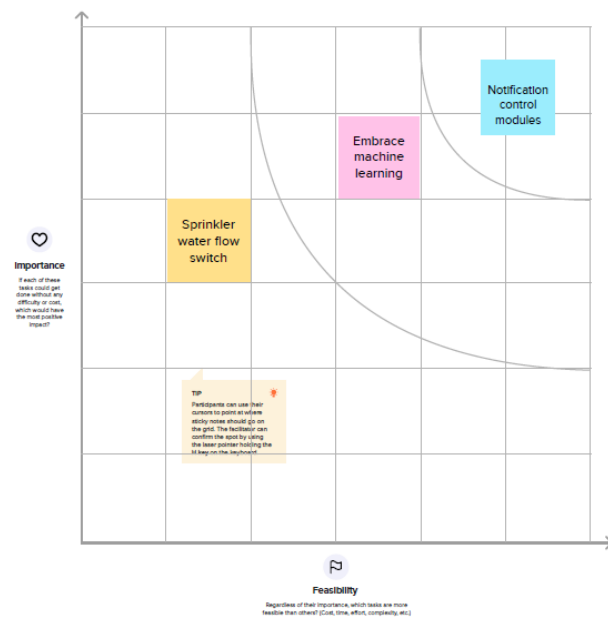 Notification
control
modules
Embrace
machine
learning
Sprinkler
water flow
switch
Importance
If each of these
tasks could get
done without any
difficulty or cost,
which would have
the most positive
impact?
TIP
Participants can use their
cursors to point at where
sticky notes should go on
the grid. The facilitator can
confirm the spot by using
the laser pointer holding the
H key on the keyboard.
Feasibility
Regardless of their importance, which tasks are more
feasible than others? (Cost, time, effort, complexity, etc.)